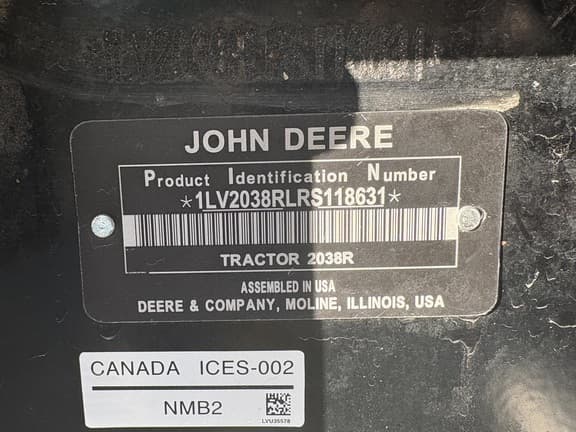 JOHN DEERE
Product Identification Number
*1LV2038RLRS118631*
TRACTOR 2038R
ASSEMBLED IN USA
DEERE & COMPANY, MOLINE, ILLINOIS, USA
CANADA ICES-002
NMB2
LVU35578